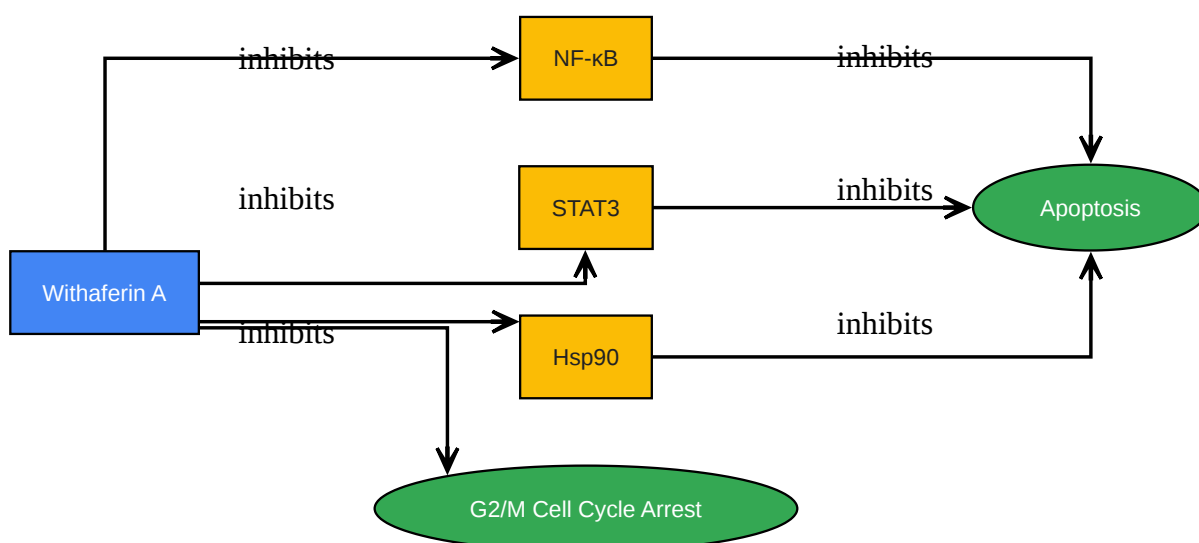 inhibits
NF-κB
inhibits
inhibits
STAT3
inhibits
Apoptosis
Withaferin A
inhibits
Hsp90
inhibits
G2/M Cell Cycle Arrest